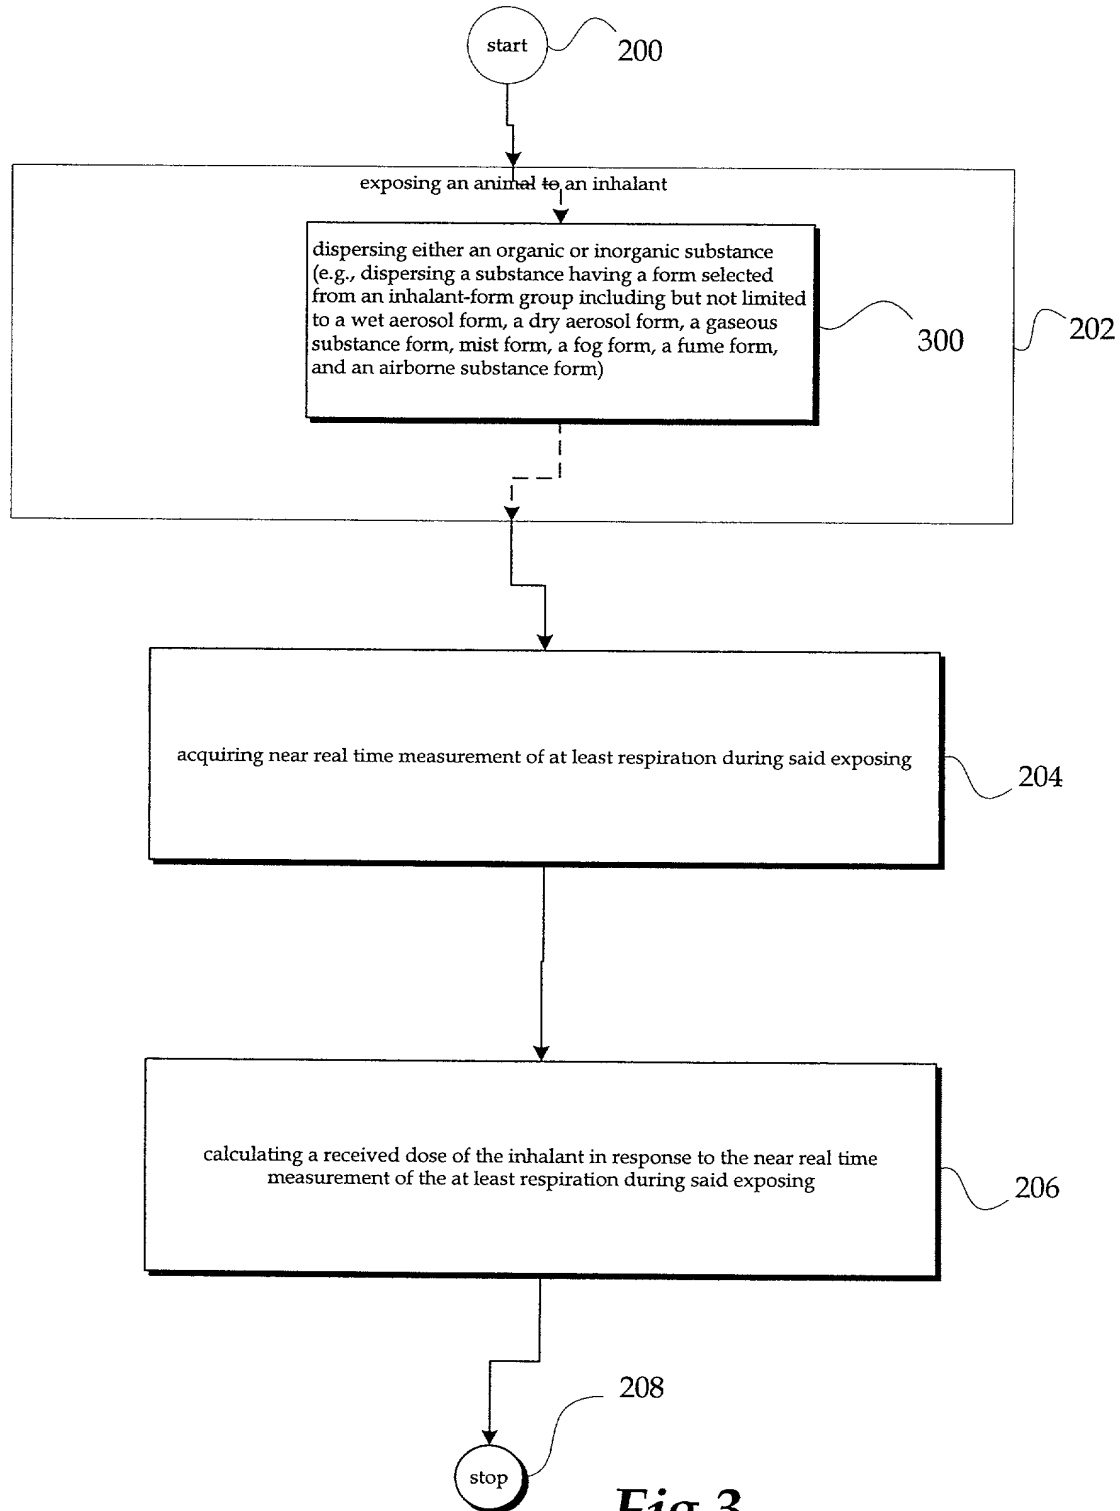 start
200
exposing an animal to an inhalant
dispersing either an organic or inorganic substance
(e.g., dispersing a substance having a form selected
from an inhalant-form group including but not limited
to a wet aerosol form, a dry aerosol form, a gaseous
substance form, mist form, a fog form, a fume form,
and an airborne substance form)
300
202
acquiring near real time measurement of at least respiration during said exposing
204
calculating a received dose of the inhalant in response to the near real time
measurement of the at least respiration during said exposing
206
208
stop
Fig 3